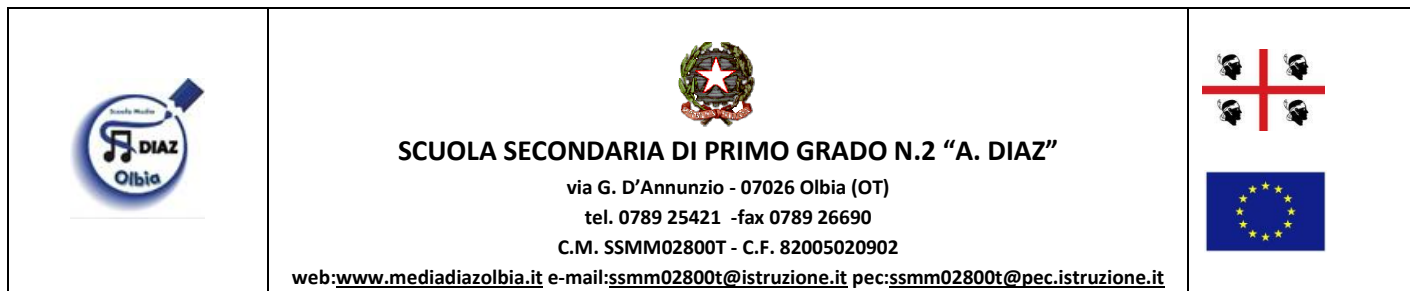 Scuola Media
DIAZ
Olbia
SCUOLA SECONDARIA DI PRIMO GRADO N.2 “A. DIAZ”
via G. D’Annunzio - 07026 Olbia (OT)
tel. 0789 25421 -fax 0789 26690
C.M. SSMM02800T - C.F. 82005020902
web:www.mediadiazolbia.it e-mail:ssmm02800t@istruzione.it pec:ssmm02800t@pec.istruzione.it